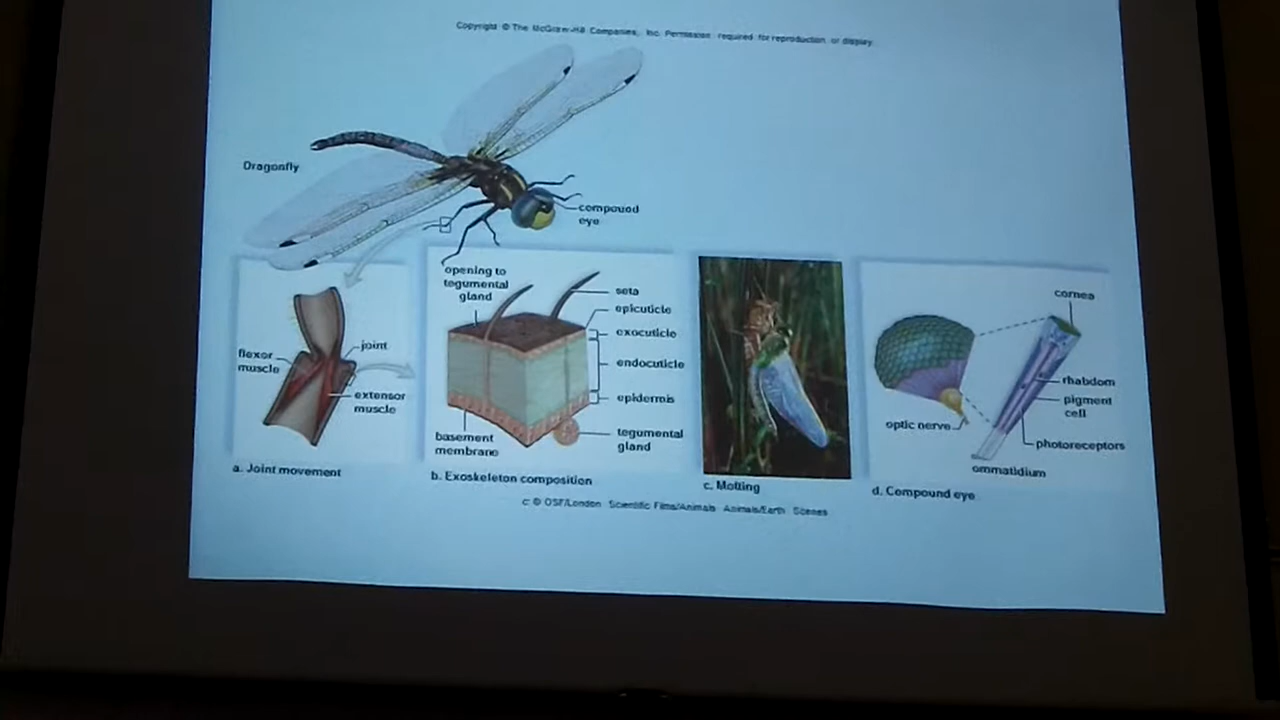 Copyright © The McGraw-Hill Companies, Inc. Permission required for reproduction or display.
Dragonfly
compound
eye
flexor
muscle
joint
extensor
muscle
a. Joint movement
opening to
tegumental
gland
seta
epicuticle
exocuticle
endocuticle
epidermis
tegumental
gland
basement
membrane
b. Exoskeleton composition
c. Molting
cornea
rhabdom
pigment
cell
photoreceptors
optic nerve
ommatidium
d. Compound eye
c: © OSF/London Scientific Films/Animals Animals/Earth Scenes